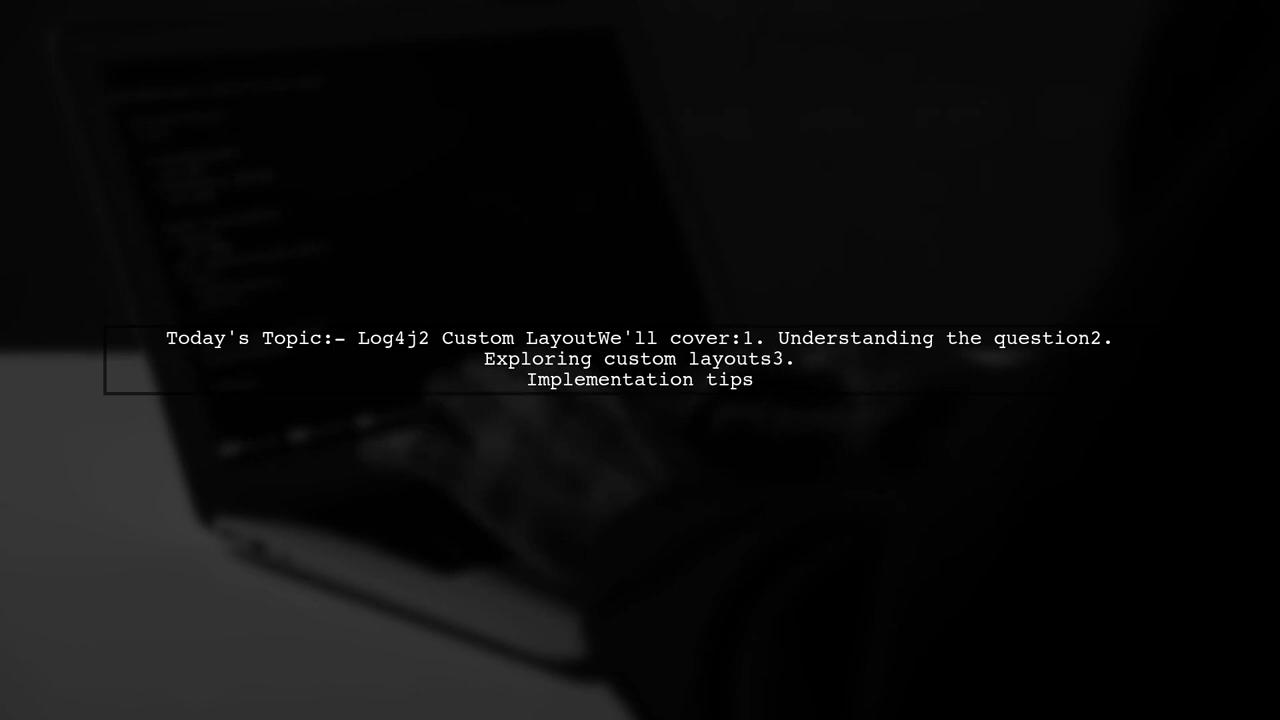 Today's Topic:– Log4j2 Custom LayoutWe'll cover:1. Understanding the question2.
Exploring custom layouts3.
Implementation tips